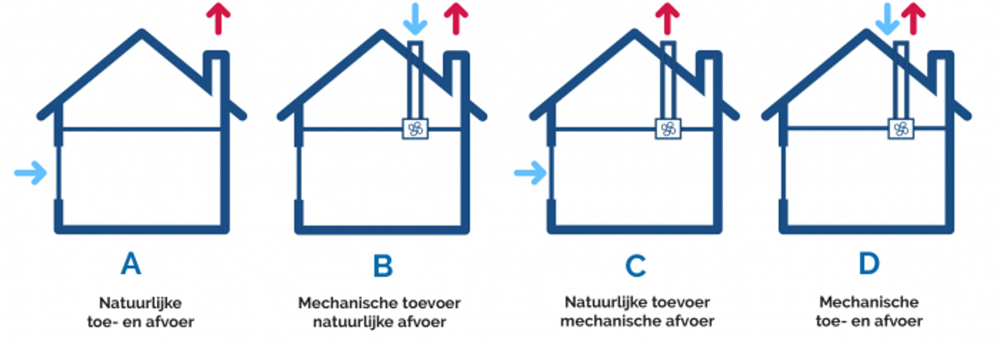 A
Natuurlijke
toe- en afvoer
B
Mechanische toevoer
natuurlijke afvoer
C
Natuurlijke toevoer
mechanische afvoer
D
Mechanische
toe- en afvoer